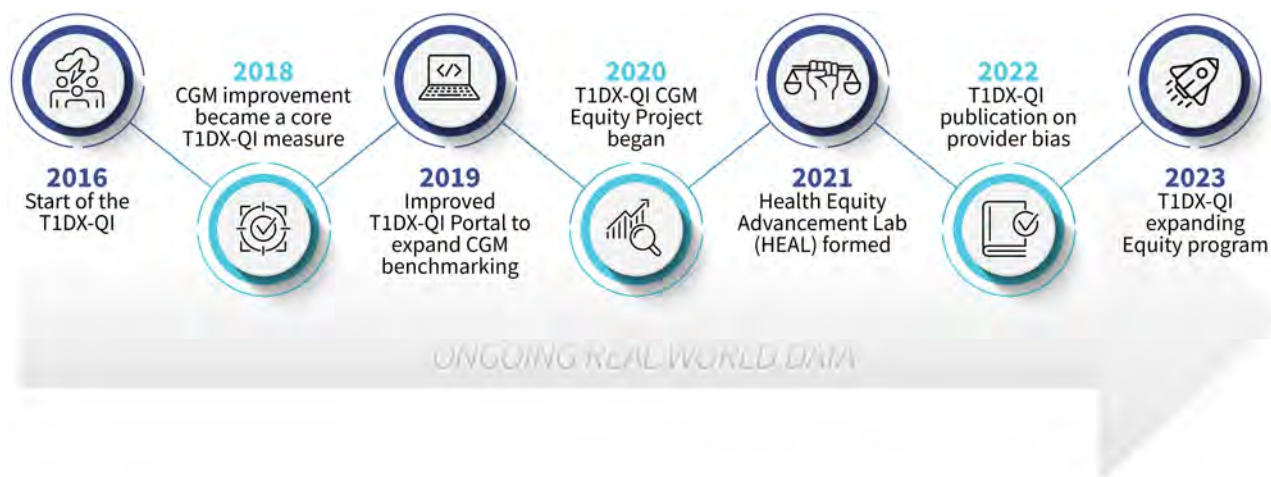 2016
Start of the
T1DX-QI
2018
CGM improvement
became a core
T1DX-QI measure
</>
2019
Improved
T1DX-QI Portal to
expand CGM
benchmarking
2020
T1DX-QI CGM
Equity Project
began
2021
Health Equity
Advancement Lab
(HEAL) formed
2022
T1DX-QI
publication on
provider bias
2023
T1DX-QI
expanding
Equity program
ONGOING REAL WORLD DATA